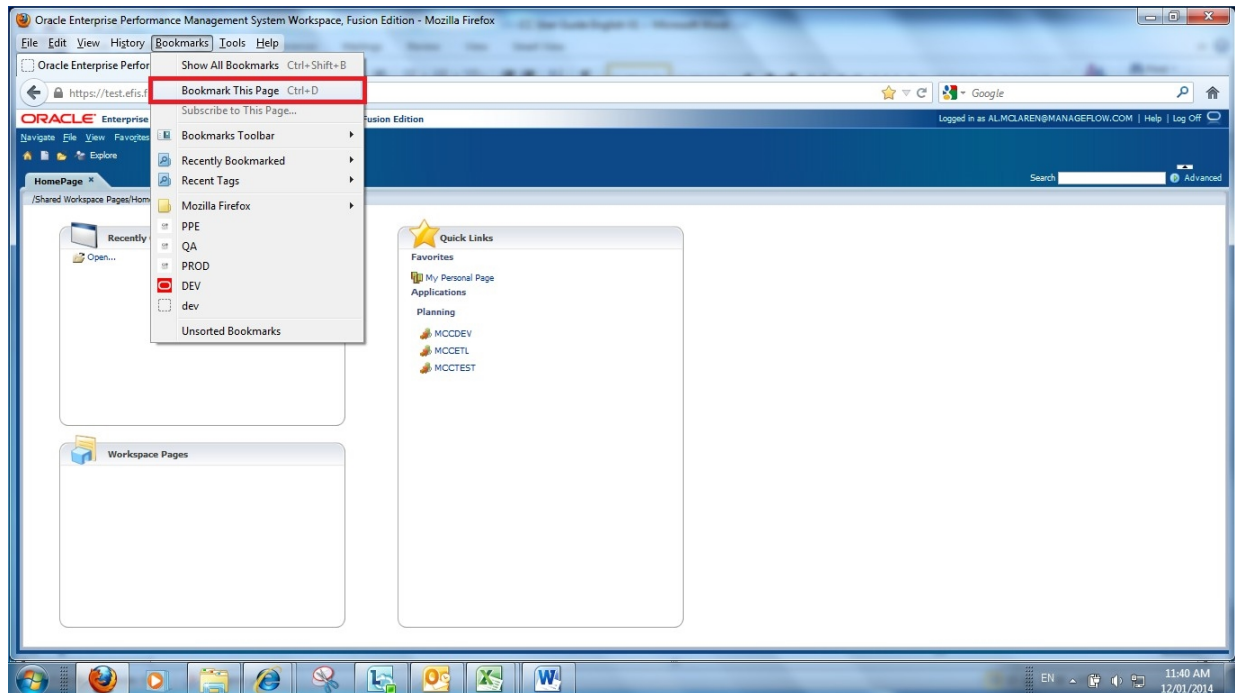 Oracle Enterprise Performance Management System Workspace, Fusion Edition - Mozilla Firefox
File Edit View History Bookmarks Tools Help
Oracle Enterprise Perfor
Show All Bookmarks Ctrl+Shift+B
https://test.efis.f
Bookmark This Page Ctrl+D
Google
Subscribe to This Page...
ORACLE Enterprise
Fusion Edition
Logged in as AL.MCLAREN@MANAGEFLOW.COM | Help | Log Off
Navigate File View Favorites
Bookmarks Toolbar
Explore
Recently Bookmarked
Recent Tags
HomePage
Search
Advanced
/Shared Workspace Pages/Hom
Mozilla Firefox
PPE
QA
PROD
DEV
dev
Unsorted Bookmarks
Recently
Open...
Quick Links
Favorites
My Personal Page
Applications
Planning
MCCDEV
MCCETL
MCCTEST
Workspace Pages
EN
11:40 AM
12/01/2014